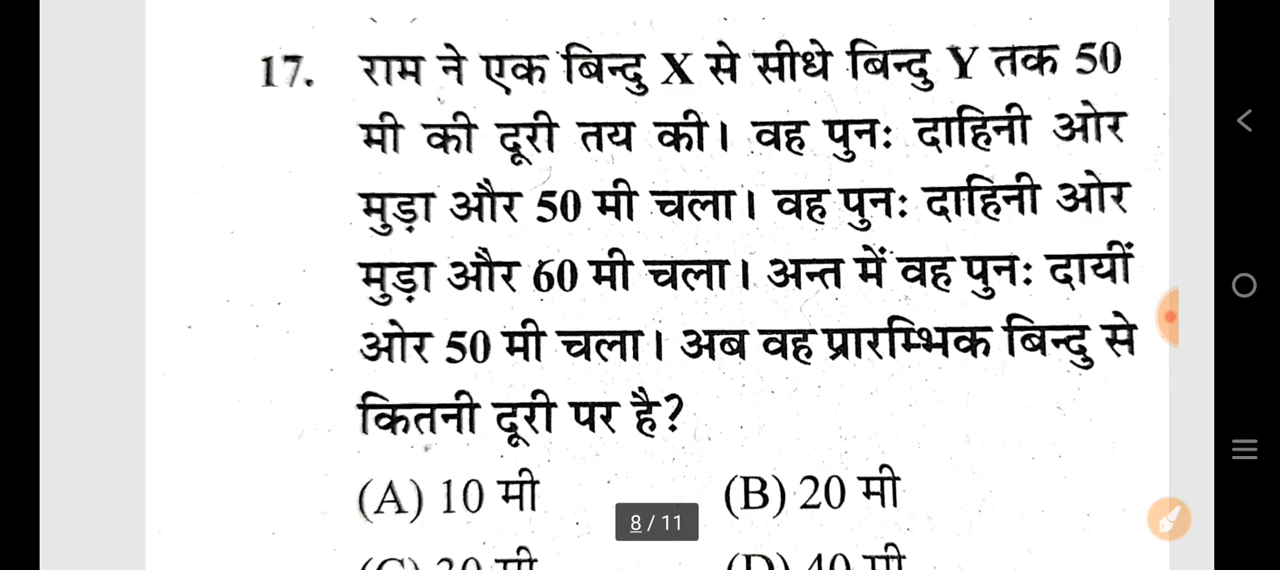 17. राम ने एक बिन्दु X से सीधे बिन्दु Y तक 50
मी की दूरी तय की। वह पुनः दाहिनी ओर
मुड़ा और 50 मी चला। वह पुनः दाहिनी ओर
मुड़ा और 60 मी चला। अन्त में वह पुनः दायीं
ओर 50 मी चला। अब वह प्रारम्भिक बिन्दु से
कितनी दूरी पर है?
(A) 10 मी (B) 20 मी
8 / 11
(D) 40 मी